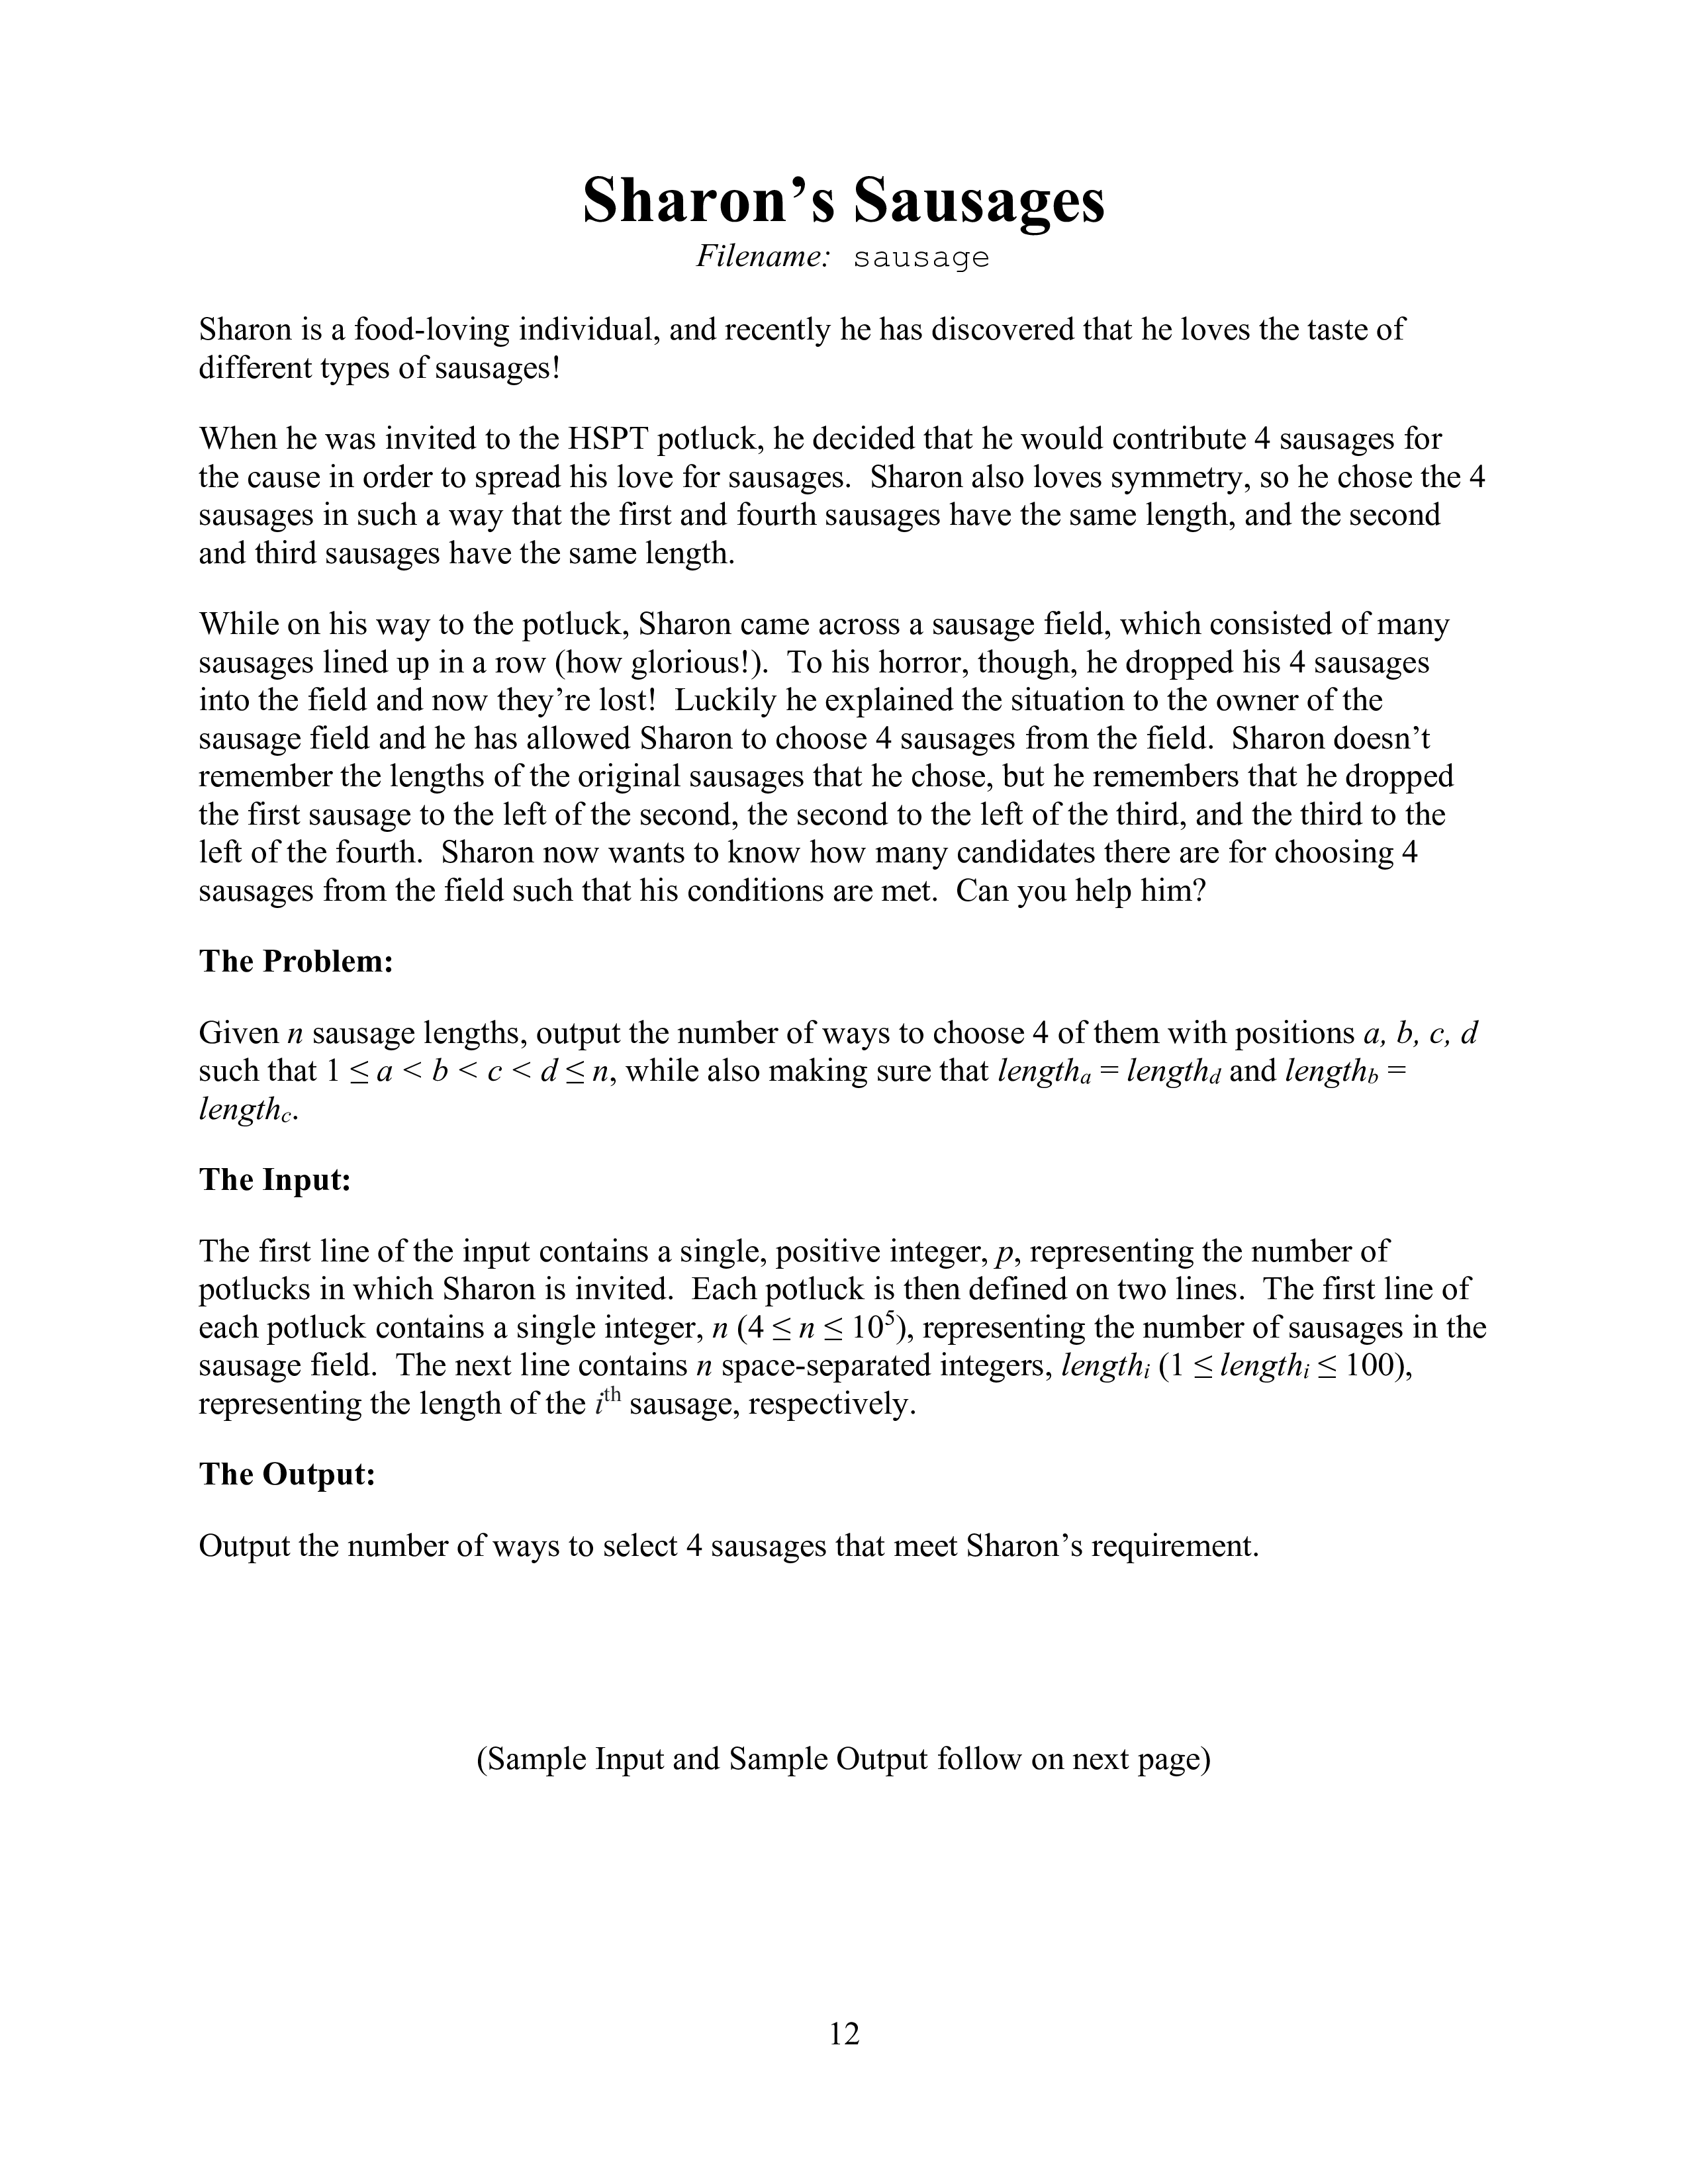 Sharon’s Sausages
Filename: sausage
Sharon is a food-loving individual, and recently he has discovered that he loves the taste of
different types of sausages!
When he was invited to the HSPT potluck, he decided that he would contribute 4 sausages for
the cause in order to spread his love for sausages. Sharon also loves symmetry, so he chose the 4
sausages in such a way that the first and fourth sausages have the same length, and the second
and third sausages have the same length.
While on his way to the potluck, Sharon came across a sausage field, which consisted of many
sausages lined up in a row (how glorious!). To his horror, though, he dropped his 4 sausages
into the field and now they’re lost! Luckily he explained the situation to the owner of the
sausage field and he has allowed Sharon to choose 4 sausages from the field. Sharon doesn’t
remember the lengths of the original sausages that he chose, but he remembers that he dropped
the first sausage to the left of the second, the second to the left of the third, and the third to the
left of the fourth. Sharon now wants to know how many candidates there are for choosing 4
sausages from the field such that his conditions are met. Can you help him?
The Problem:
Given n sausage lengths, output the number of ways to choose 4 of them with positions a, b, c, d
such that 1 ≤ a < b < c < d ≤ n, while also making sure that length_a = length_d and length_b =
length_c.
The Input:
The first line of the input contains a single, positive integer, p, representing the number of
potlucks in which Sharon is invited. Each potluck is then defined on two lines. The first line of
each potluck contains a single integer, n (4 ≤ n ≤ 10⁵), representing the number of sausages in the
sausage field. The next line contains n space-separated integers, length_i (1 ≤ length_i ≤ 100),
representing the length of the iᵗʰ sausage, respectively.
The Output:
Output the number of ways to select 4 sausages that meet Sharon’s requirement.
(Sample Input and Sample Output follow on next page)
12